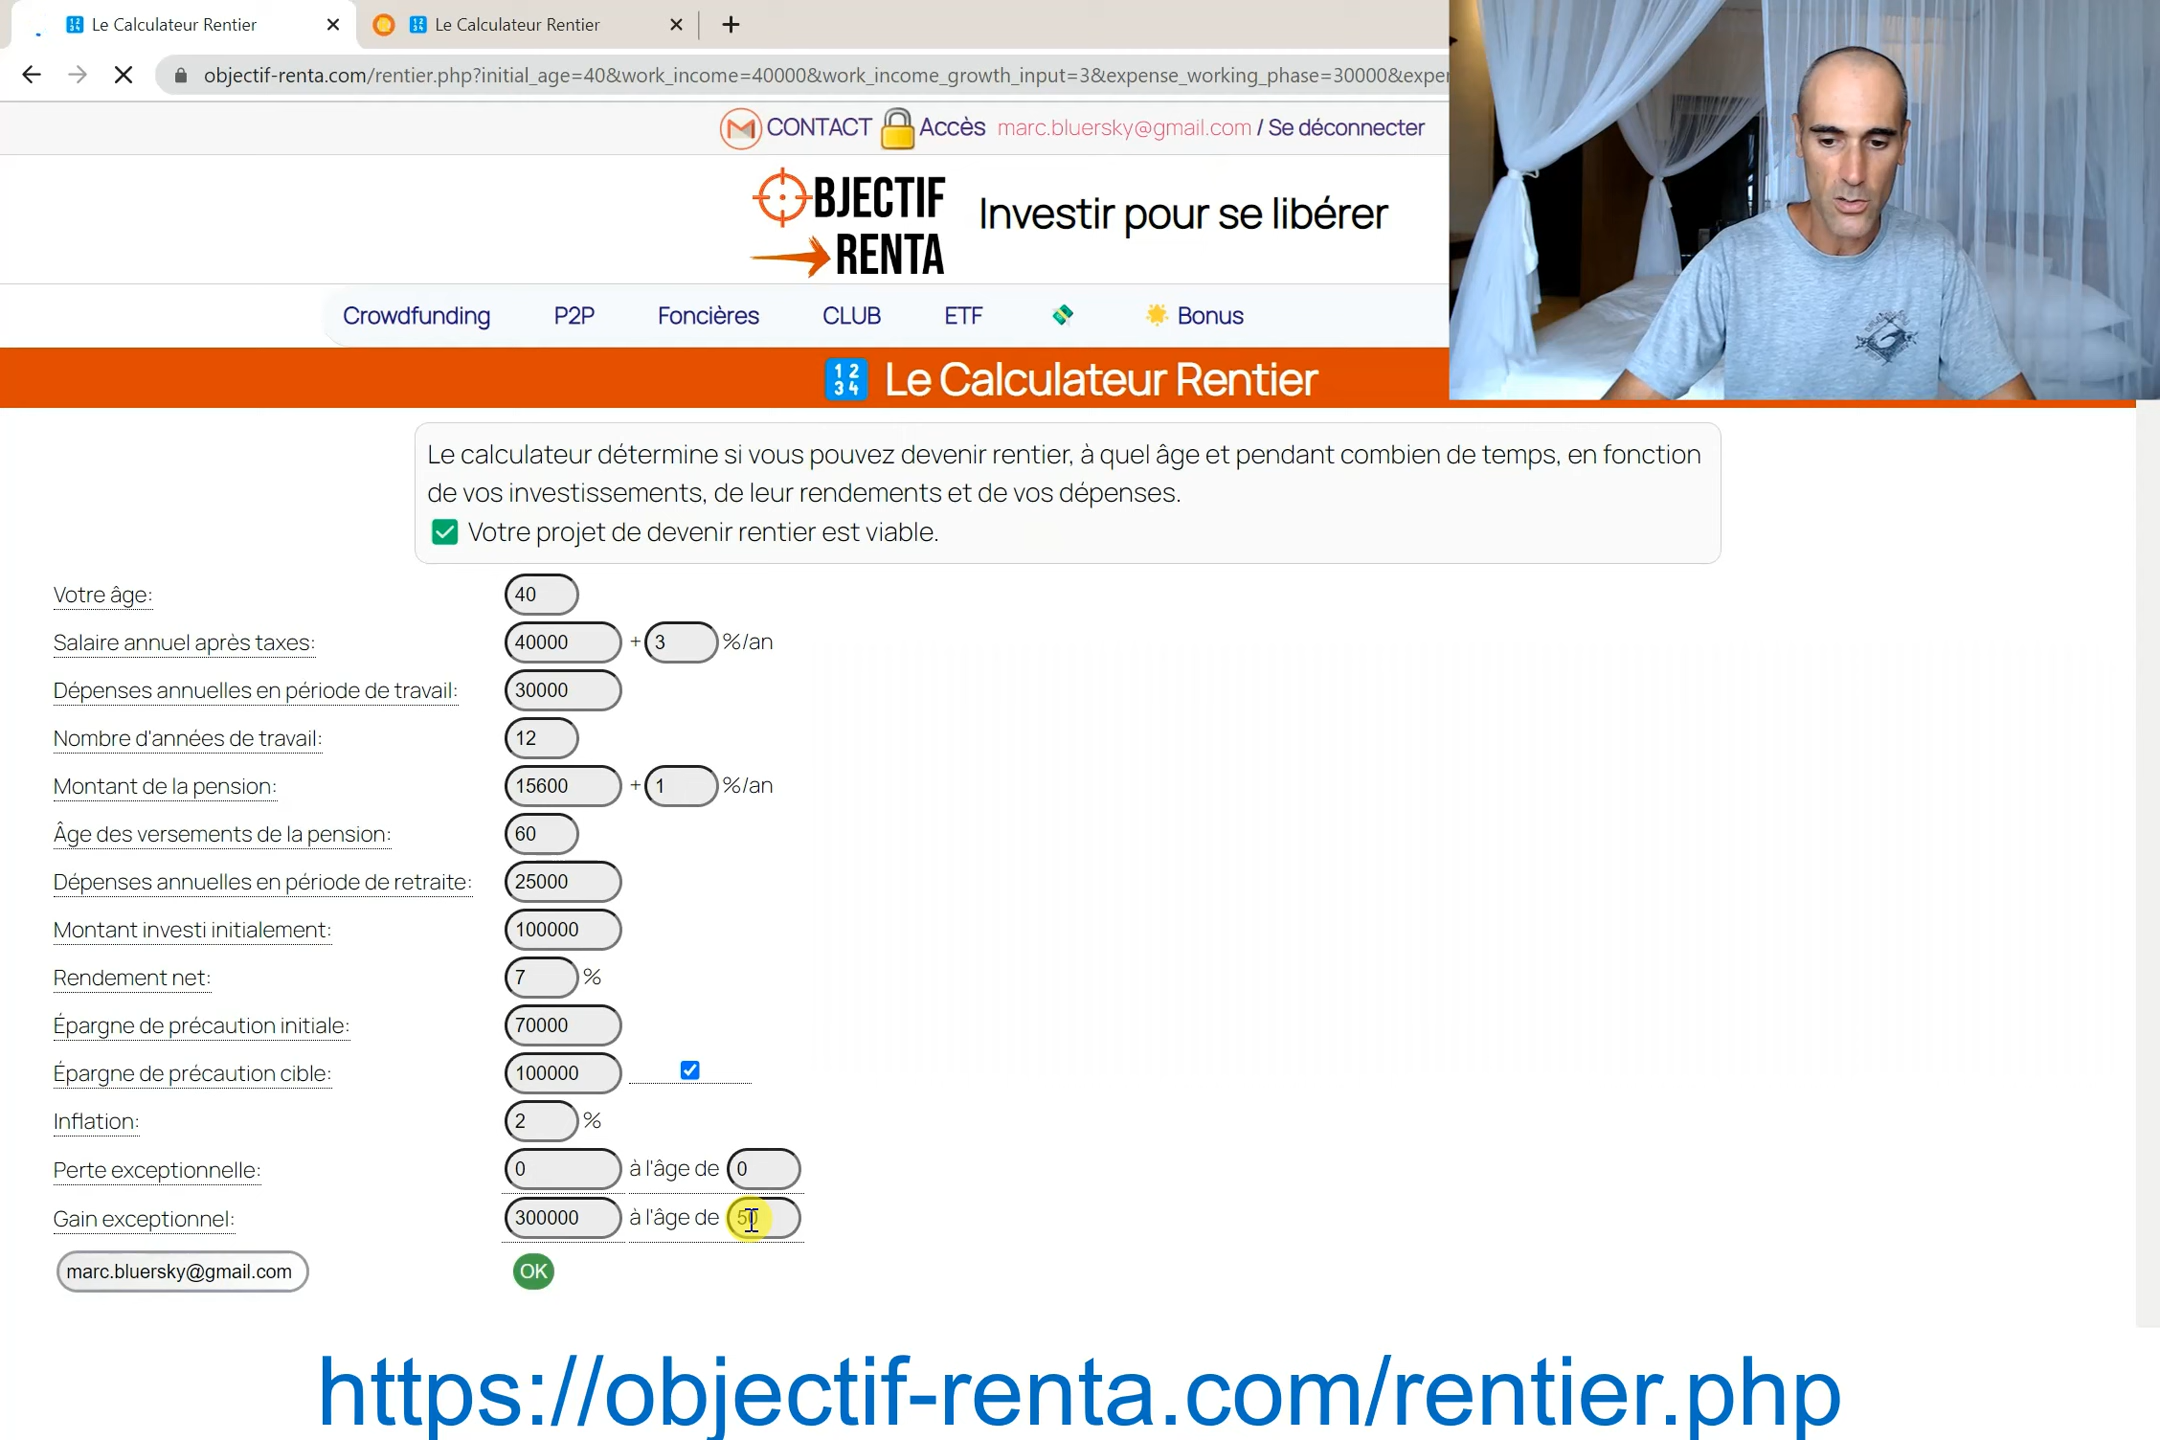 Le Calculateur Rentier
Le Calculateur Rentier
objectif-renta.com/rentier.php?initial_age=40&work_income=40000&work_income_growth_input=3&expense_working_phase=30000&exper
CONTACT Accès marc.bluersky@gmail.com / Se déconnecter
OBJECTIF
RENTA
Investir pour se libérer
Crowdfunding P2P Foncières CLUB ETF Bonus
1 2 3 4 Le Calculateur Rentier
Le calculateur détermine si vous pouvez devenir rentier, à quel âge et pendant combien de temps, en fonction
de vos investissements, de leur rendements et de vos dépenses.
Votre projet de devenir rentier est viable.
Votre âge: 40
Salaire annuel après taxes: 40000 + 3 %/an
Dépenses annuelles en période de travail: 30000
Nombre d'années de travail: 12
Montant de la pension: 15600 + 1 %/an
Âge des versements de la pension: 60
Dépenses annuelles en période de retraite: 25000
Montant investi initialement: 100000
Rendement net: 7 %
Épargne de précaution initiale: 70000
Épargne de précaution cible: 100000
Inflation: 2 %
Perte exceptionnelle: 0 à l'âge de 0
Gain exceptionnel: 300000 à l'âge de 50
marc.bluersky@gmail.com OK
https://objectif-renta.com/rentier.php